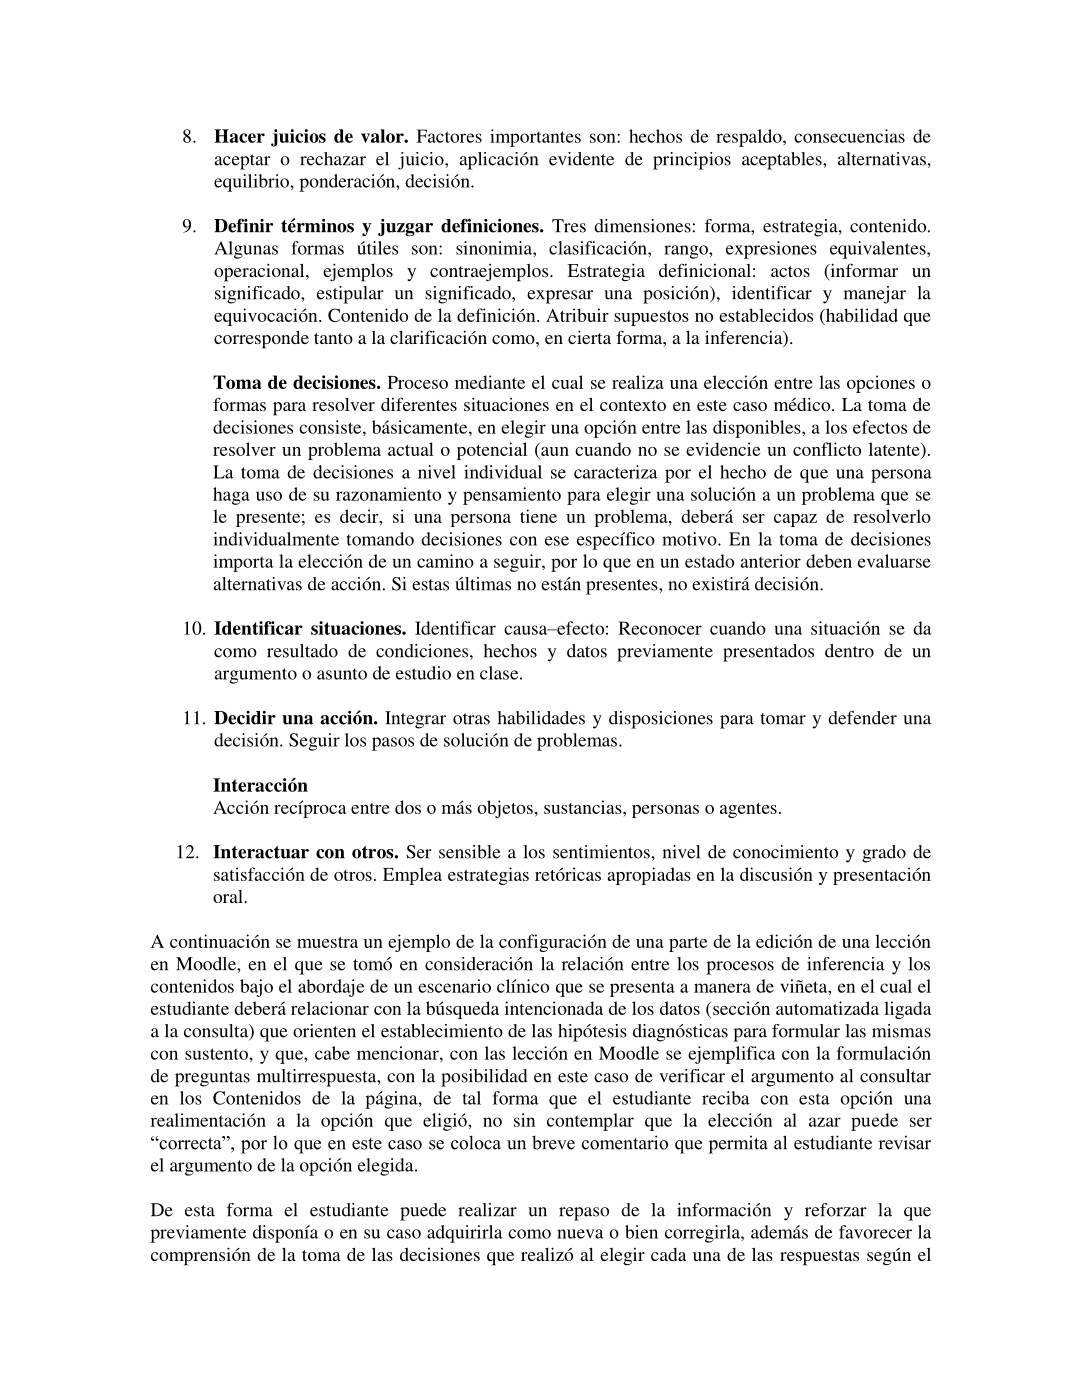 8. Hacer juicios de valor. Factores importantes son: hechos de respaldo, consecuencias de
aceptar o rechazar el juicio, aplicación evidente de principios aceptables, alternativas,
equilibrio, ponderación, decisión.
9. Definir términos y juzgar definiciones. Tres dimensiones: forma, estrategia, contenido.
Algunas formas útiles son: sinonimia, clasificación, rango, expresiones equivalentes,
operacional, ejemplos y contraejemplos. Estrategia definicional: actos (informar un
significado, estipular un significado, expresar una posición), identificar y manejar la
equivocación. Contenido de la definición. Atribuir supuestos no establecidos (habilidad que
corresponde tanto a la clarificación como, en cierta forma, a la inferencia).
Toma de decisiones. Proceso mediante el cual se realiza una elección entre las opciones o
formas para resolver diferentes situaciones en el contexto en este caso médico. La toma de
decisiones consiste, básicamente, en elegir una opción entre las disponibles, a los efectos de
resolver un problema actual o potencial (aun cuando no se evidencie un conflicto latente).
La toma de decisiones a nivel individual se caracteriza por el hecho de que una persona
haga uso de su razonamiento y pensamiento para elegir una solución a un problema que se
le presente; es decir, si una persona tiene un problema, deberá ser capaz de resolverlo
individualmente tomando decisiones con ese específico motivo. En la toma de decisiones
importa la elección de un camino a seguir, por lo que en un estado anterior deben evaluarse
alternativas de acción. Si estas últimas no están presentes, no existirá decisión.
10. Identificar situaciones. Identificar causa–efecto: Reconocer cuando una situación se da
como resultado de condiciones, hechos y datos previamente presentados dentro de un
argumento o asunto de estudio en clase.
11. Decidir una acción. Integrar otras habilidades y disposiciones para tomar y defender una
decisión. Seguir los pasos de solución de problemas.
Interacción
Acción recíproca entre dos o más objetos, sustancias, personas o agentes.
12. Interactuar con otros. Ser sensible a los sentimientos, nivel de conocimiento y grado de
satisfacción de otros. Emplea estrategias retóricas apropiadas en la discusión y presentación
oral.
A continuación se muestra un ejemplo de la configuración de una parte de la edición de una lección
en Moodle, en el que se tomó en consideración la relación entre los procesos de inferencia y los
contenidos bajo el abordaje de un escenario clínico que se presenta a manera de viñeta, en el cual el
estudiante deberá relacionar con la búsqueda intencionada de los datos (sección automatizada ligada
a la consulta) que orienten el establecimiento de las hipótesis diagnósticas para formular las mismas
con sustento, y que, cabe mencionar, con las lección en Moodle se ejemplifica con la formulación
de preguntas multirrespuesta, con la posibilidad en este caso de verificar el argumento al consultar
en los Contenidos de la página, de tal forma que el estudiante reciba con esta opción una
realimentación a la opción que eligió, no sin contemplar que la elección al azar puede ser
“correcta”, por lo que en este caso se coloca un breve comentario que permita al estudiante revisar
el argumento de la opción elegida.
De esta forma el estudiante puede realizar un repaso de la información y reforzar la que
previamente disponía o en su caso adquirirla como nueva o bien corregirla, además de favorecer la
comprensión de la toma de las decisiones que realizó al elegir cada una de las respuestas según el